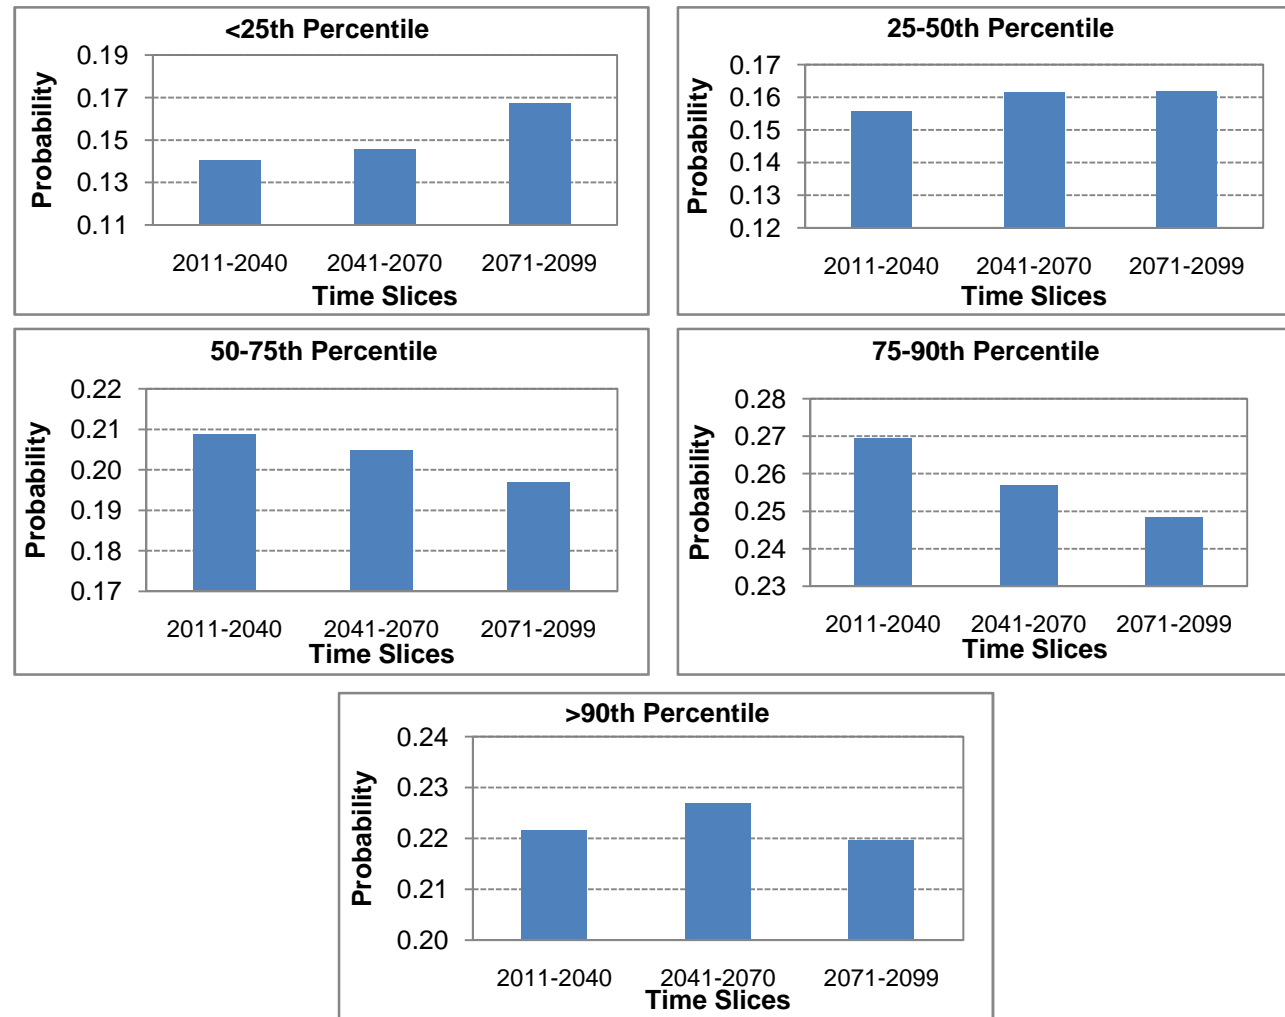 <25th Percentile
Probability
0.19
0.17
0.15
0.13
0.11
2011-2040 2041-2070 2071-2099
Time Slices
25-50th Percentile
Probability
0.17
0.16
0.15
0.14
0.13
0.12
2011-2040 2041-2070 2071-2099
Time Slices
50-75th Percentile
Probability
0.22
0.21
0.20
0.19
0.18
0.17
2011-2040 2041-2070 2071-2099
Time Slices
75-90th Percentile
Probability
0.28
0.27
0.26
0.25
0.24
0.23
2011-2040 2041-2070 2071-2099
Time Slices
>90th Percentile
Probability
0.24
0.23
0.22
0.21
0.20
2011-2040 2041-2070 2071-2099
Time Slices